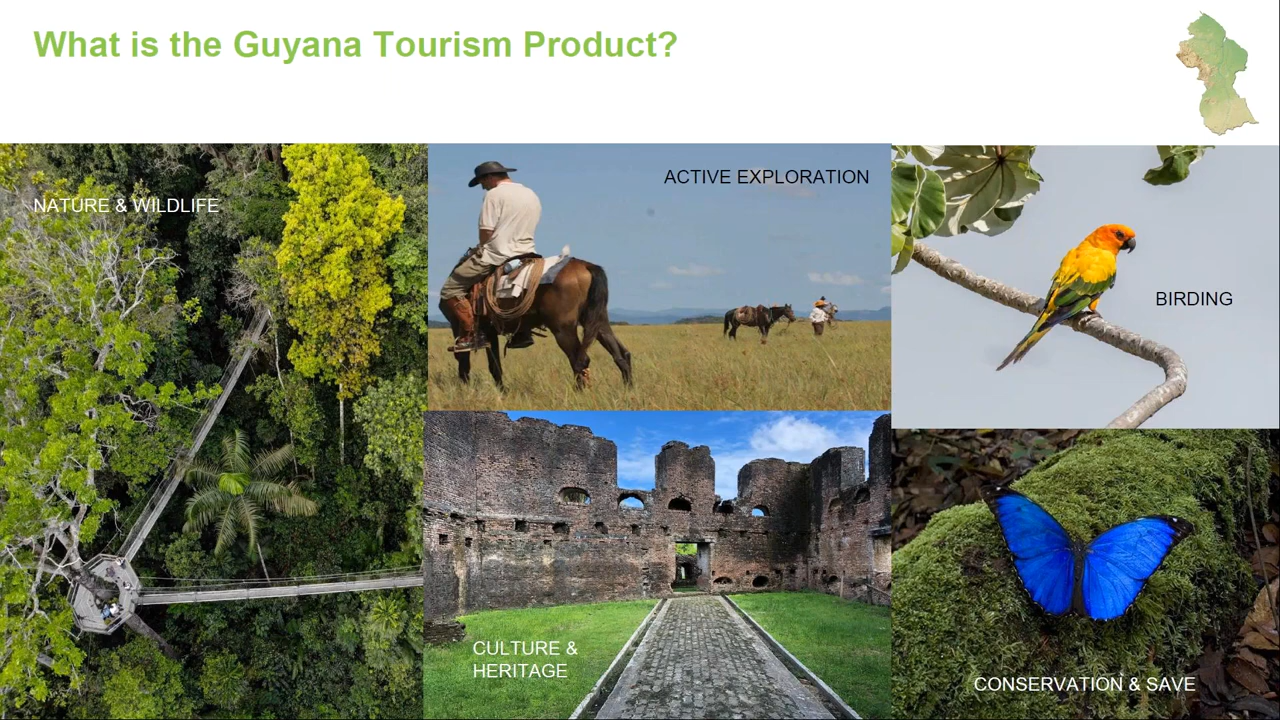 What is the Guyana Tourism Product?
NATURE & WILDLIFE
ACTIVE EXPLORATION
BIRDING
CULTURE &
HERITAGE
CONSERVATION & SAVE